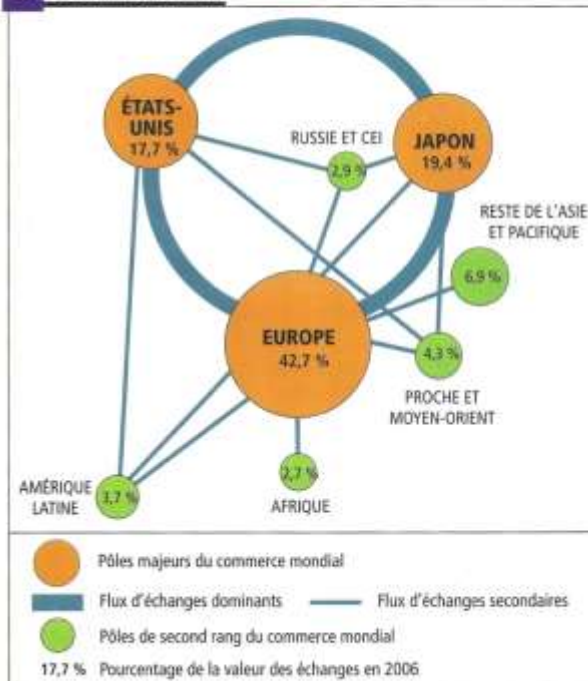 ÉTATS-
UNIS
17,7 %
RUSSIE ET CEI
2,9 %
JAPON
19,4 %
RESTE DE L'ASIE
ET PACIFIQUE
6,9 %
EUROPE
42,7 %
4,3 %
PROCHE ET
MOYEN-ORIENT
AMÉRIQUE
LATINE
3,7 %
2,7 %
AFRIQUE
Pôles majeurs du commerce mondial
Flux d'échanges dominants
Flux d'échanges secondaires
Pôles de second rang du commerce mondial
17,7 % Pourcentage de la valeur des échanges en 2006